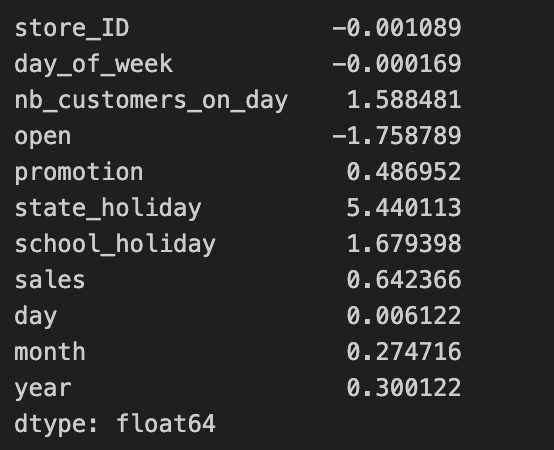 store_ID -0.001089
day_of_week -0.000169
nb_customers_on_day 1.588481
open -1.758789
promotion 0.486952
state_holiday 5.440113
school_holiday 1.679398
sales 0.642366
day 0.006122
month 0.274716
year 0.300122
dtype: float64